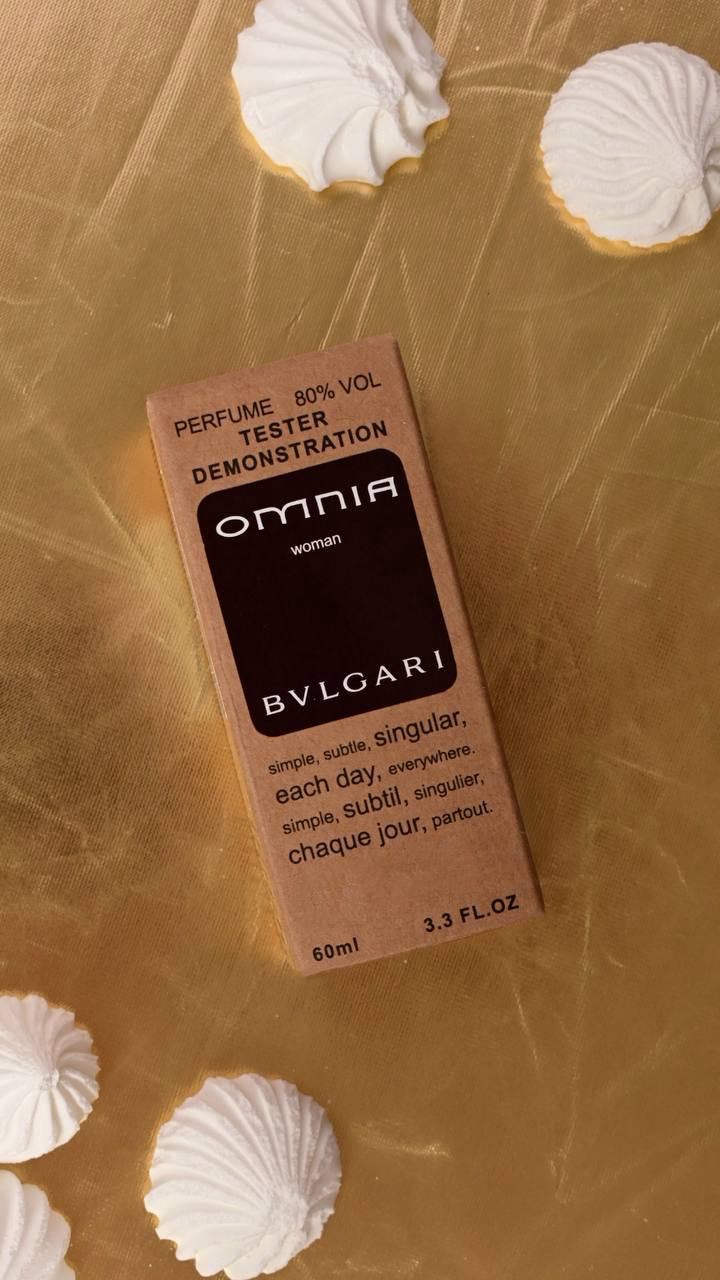 PERFUME 80% VOL
TESTER
DEMONSTRATION
OMNIA
woman
BVLGARI
simple, subtle, singular,
each day, everywhere.
simple, subtil, singulier,
chaque jour, partout.
60ml 3.3 FL.OZ